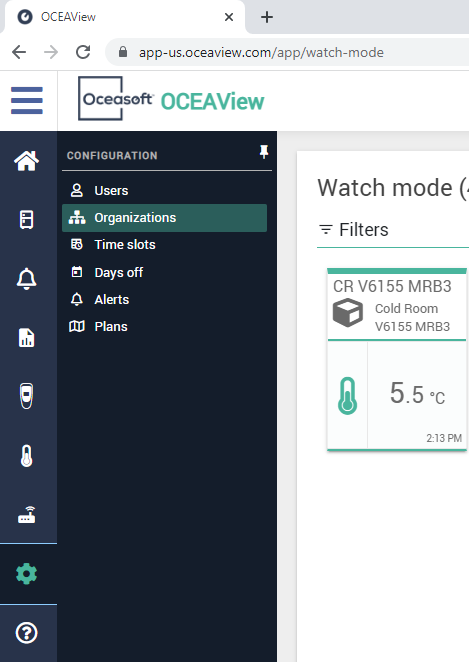 OCEAView
app-us.oceaview.com/app/watch-mode
Oceasoft OCEAView
CONFIGURATION
Users
Organizations
Time slots
Days off
Alerts
Plans
Watch mode (
Filters
CR V6155 MRB3
Cold Room
V6155 MRB3
5.5 °C
2:13 PM